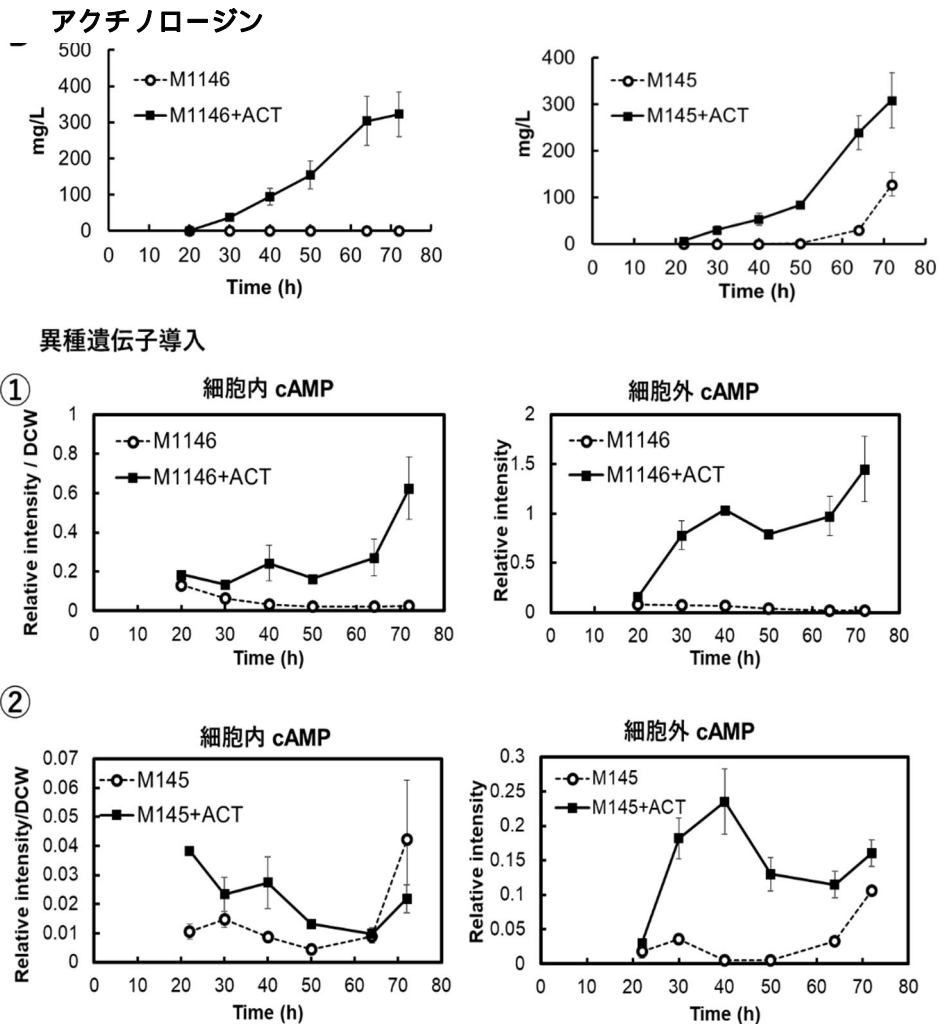 アクチノロージン
500
400
300
200
100
0
mg/L
M1146
M1146+ACT
0 10 20 30 40 50 60 70 80
Time (h)
400
300
200
100
0
mg/L
M145
M145+ACT
0 10 20 30 40 50 60 70 80
Time (h)
異種遺伝子導入
①
細胞内 cAMP
1
0.8
0.6
0.4
0.2
0
Relative intensity / DCW
M1146
M1146+ACT
0 10 20 30 40 50 60 70 80
Time (h)
細胞外 cAMP
2
1.5
1
0.5
0
Relative intensity
M1146
M1146+ACT
0 10 20 30 40 50 60 70 80
Time (h)
②
細胞内 cAMP
0.07
0.06
0.05
0.04
0.03
0.02
0.01
0
Relative intensity/DCW
M145
M145+ACT
0 10 20 30 40 50 60 70 80
Time (h)
細胞外 cAMP
0.3
0.25
0.2
0.15
0.1
0.05
0
Relative intensity
M145
M145+ACT
0 10 20 30 40 50 60 70 80
Time (h)